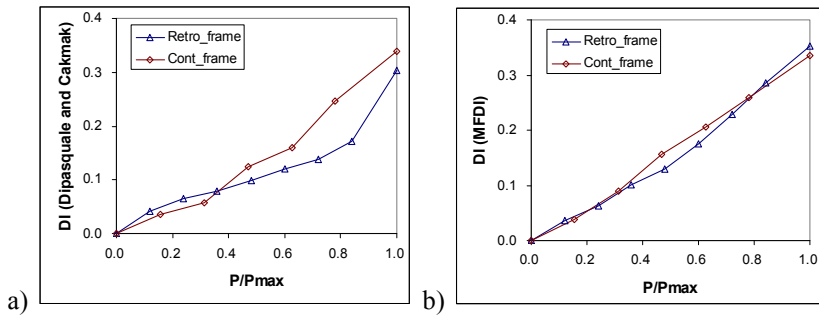 Retro_frame
Cont_frame
DI (Dipasquale and Cakmak)
0.4
0.3
0.2
0.1
0.0
0.0 0.2 0.4 0.6 0.8 1.0
P/Pmax
a)
Retro_frame
Cont_frame
DI (MFDI)
0.4
0.3
0.2
0.1
0.0
0.0 0.2 0.4 0.6 0.8 1.0
P/Pmax
b)